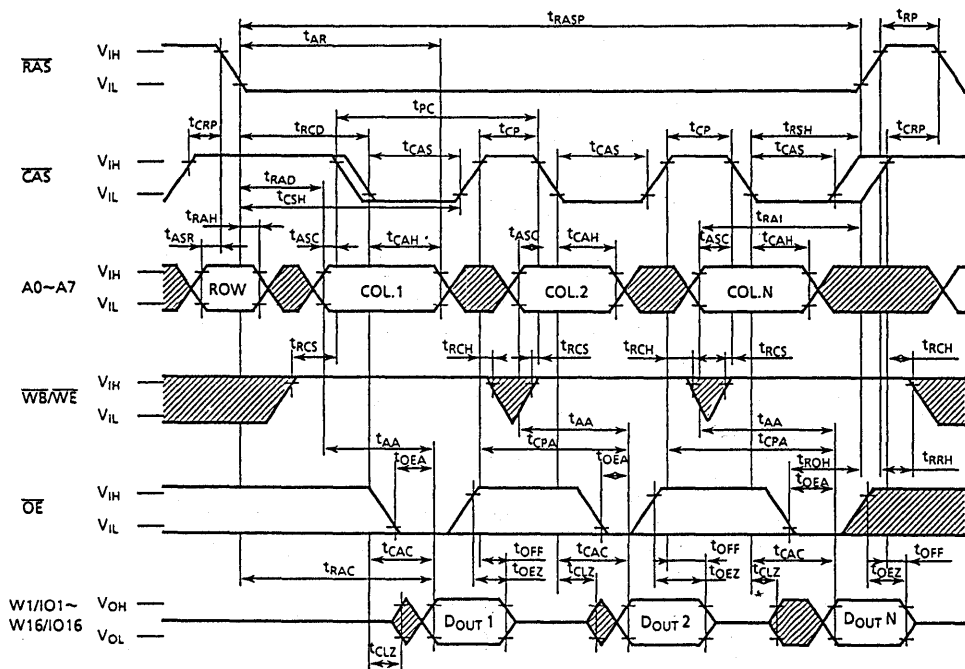 tRASP
tRP
tAR
RAS
VIH
VIL
tPC
tCRP
tRCD
tCP
tCP
tRSH
tCRP
CAS
VIH
VIL
tCAS
tCAS
tCAS
tRAD
tCSH
tRAH
tASR
tASC
tCAH
tASC
tCAH
tRAL
tASC
tCAH
A0~A7
VIH
VIL
ROW
COL.1
COL.2
COL.N
tRCS
tRCH
tRCS
tRCH
tRCS
tRCH
WB/WE
VIH
VIL
tAA
tAA
tAA
tCPA
tCPA
tOEA
tOEA
tROH
tRRH
tOEA
OE
VIH
VIL
tCAC
tOFF
tCAC
tOFF
tCAC
tOFF
tRAC
tOEZ
tCLZ
tOEZ
tCLZ
tOEZ
*
W1/IO1~
W16/IO16
VOH
VOL
DOUT 1
DOUT 2
DOUT N
tCLZ